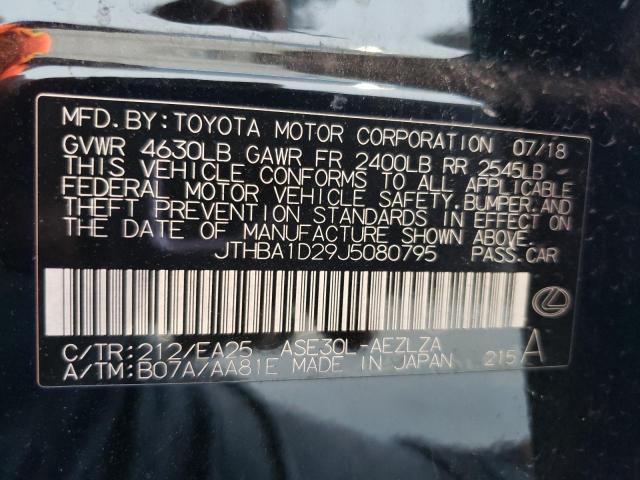 MFD. BY: TOYOTA MOTOR CORPORATION 07/18
GVWR 4630LB GAWR FR 2400LB RR 2545LB
THIS VEHICLE CONFORMS TO ALL APPLICABLE
FEDERAL MOTOR VEHICLE SAFETY, BUMPER, AND
THEFT PREVENTION STANDARDS IN EFFECT ON
THE DATE OF MANUFACTURE SHOWN ABOVE.
JTHBA1D29J5080795 PASS. CAR
C/TR: 212/EA25 ASE30L-AEZLZA
A/TM: B07A/AA81E MADE IN JAPAN 215 A